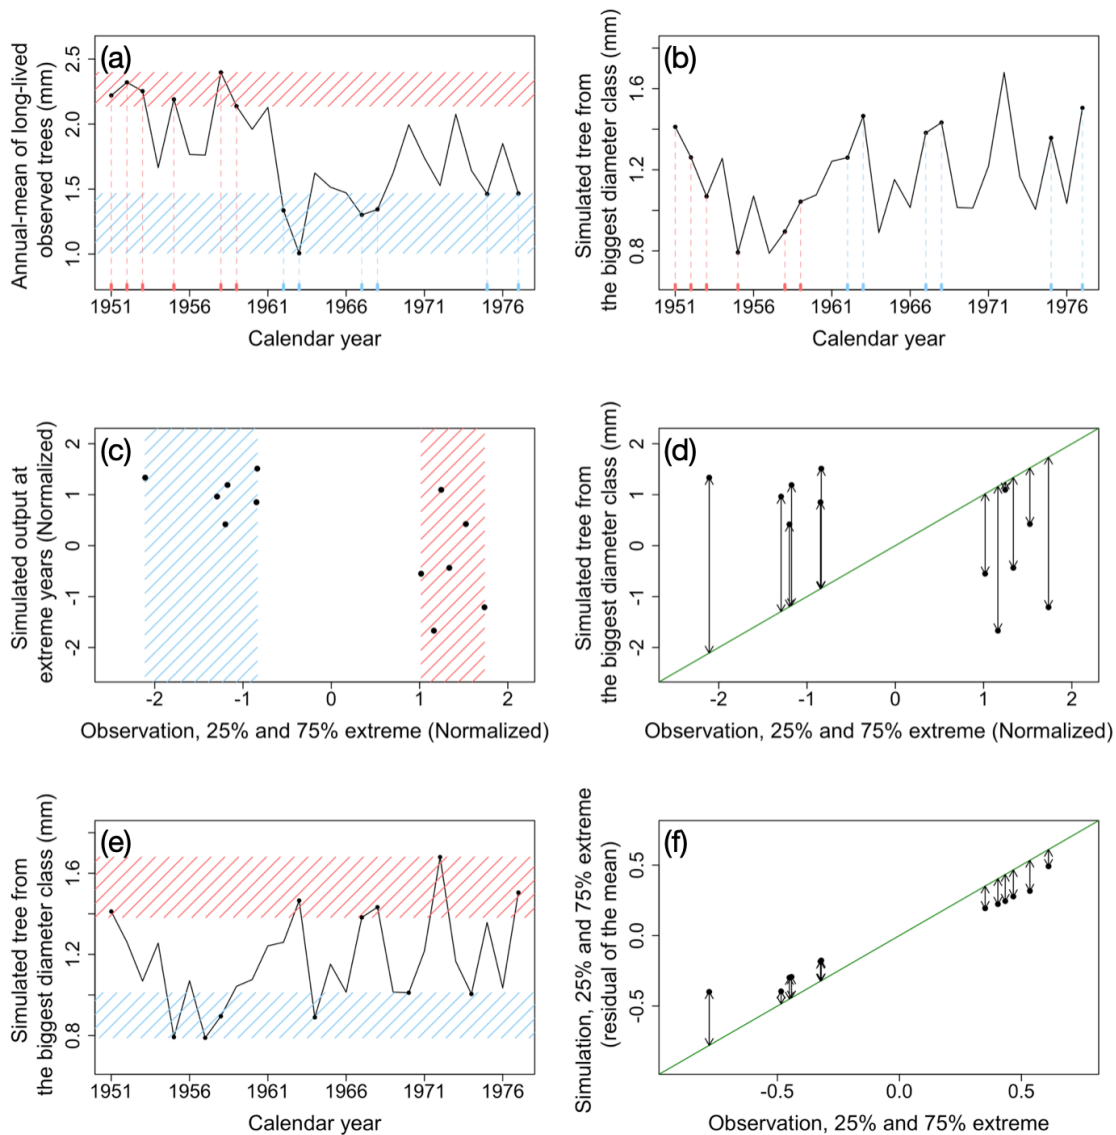 (a)
Annual-mean of long-lived
observed trees (mm)
2.5
2.0
1.5
1.0
1951 1956 1961 1966 1971 1976
Calendar year
(b)
Simulated tree from
the biggest diameter class (mm)
1.6
1.2
0.8
1951 1956 1961 1966 1971 1976
Calendar year
(c)
Simulated output at
extreme years (Normalized)
2
1
0
-1
-2
-2 -1 0 1 2
Observation, 25% and 75% extreme (Normalized)
(d)
Simulated tree from
the biggest diameter class (mm)
2
1
0
-1
-2
-2 -1 0 1 2
Observation, 25% and 75% extreme (Normalized)
(e)
Simulated tree from
the biggest diameter class (mm)
1.6
1.2
0.8
1951 1956 1961 1966 1971 1976
Calendar year
(f)
Simulation, 25% and 75% extreme
(residual of the mean)
0.5
0.0
-0.5
-0.5 0.0 0.5
Observation, 25% and 75% extreme